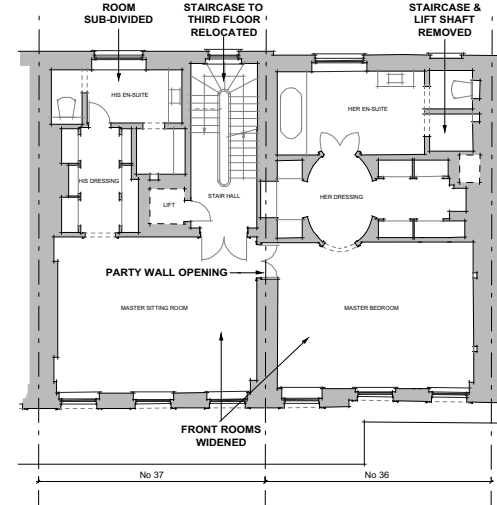 ROOM
SUB-DIVIDED
STAIRCASE TO
THIRD FLOOR
RELOCATED
STAIRCASE &
LIFT SHAFT
REMOVED
HIS EN-SUITE
HER EN-SUITE
HIS DRESSING
LIFT
STAIR HALL
HER DRESSING
PARTY WALL OPENING
MASTER SITTING ROOM
MASTER BEDROOM
FRONT ROOMS
WIDENED
No 37
No 36